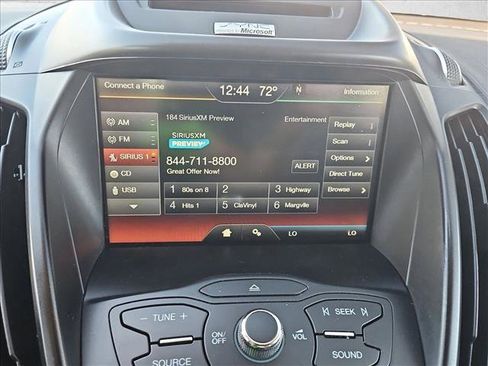 SYNC
Microsoft
Connect a Phone 12:44 72° N Information
184 SiriusXM Preview Entertainment
AM
FM
SIRIUS 1
CD
USB
SIRIUSXM
PREVIEW
844-711-8800
Great Offer Now!
ALERT
Replay
Scan
Options
Direct Tune
Browse
1 80s on 8 2 3 Highway
4 Hits 1 5 ClsVinyl 6 Margvlle
LO LO
− TUNE +
SOURCE
ON/
OFF
VOL
SEEK
SOUND